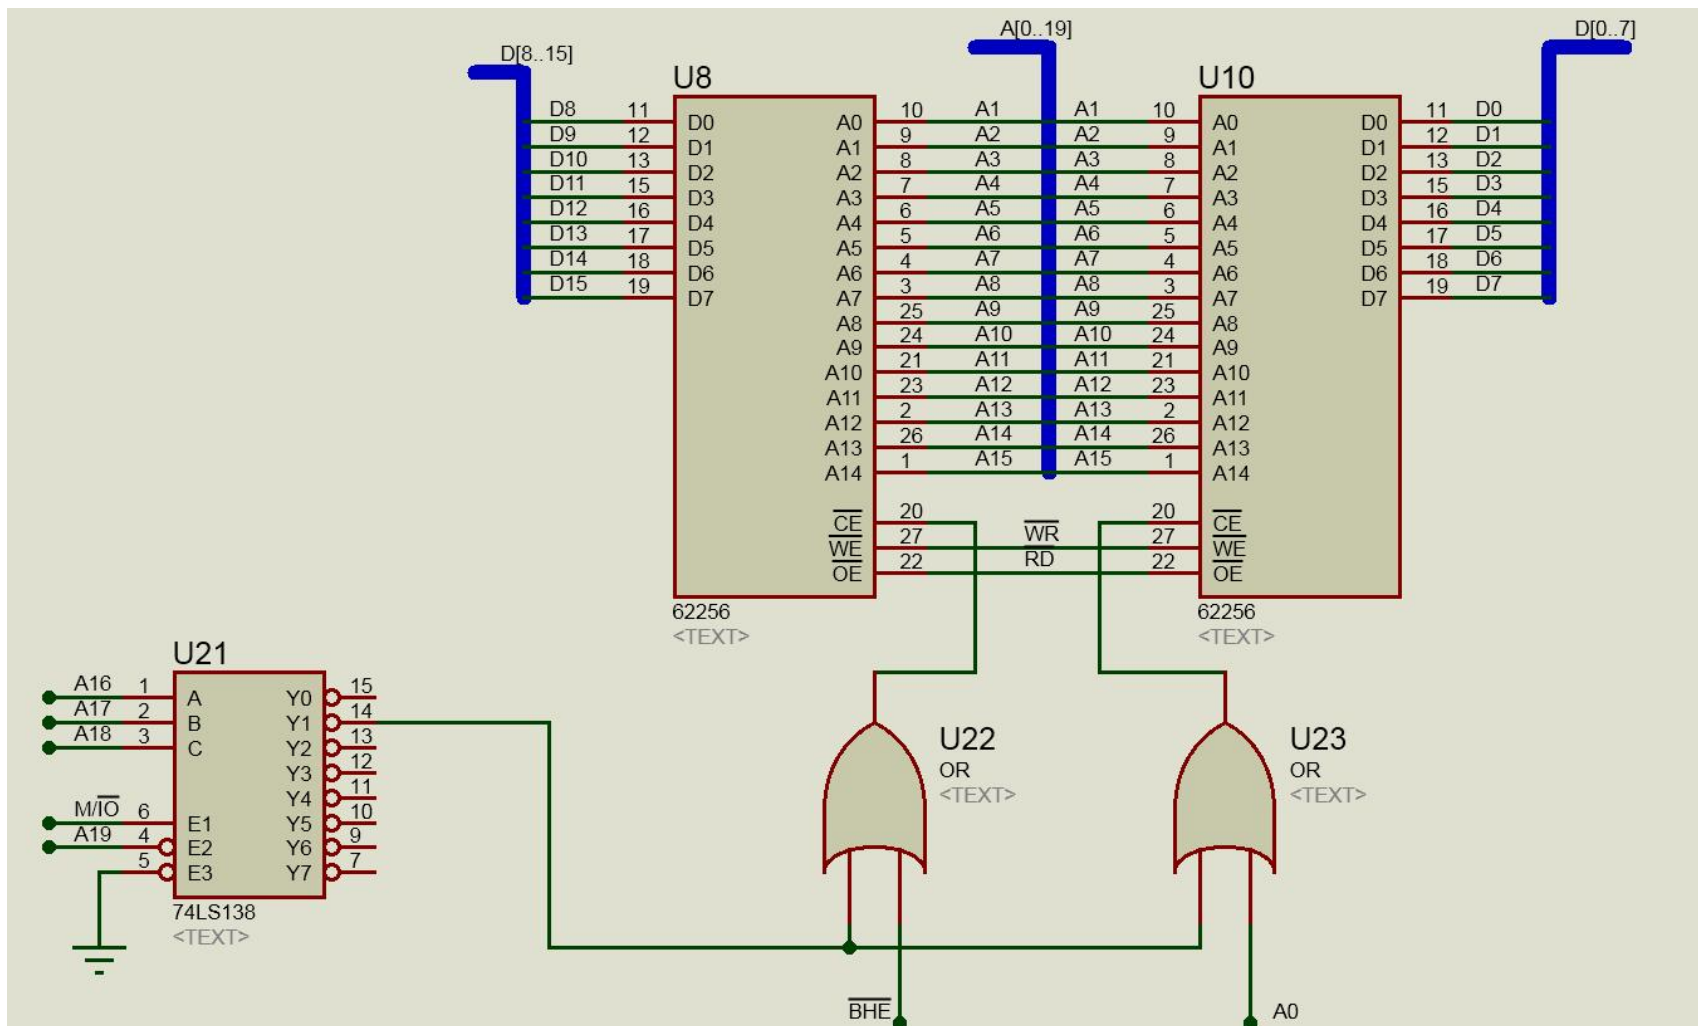 D[8..15]
A[0..19]
D[0..7]
U8
U10
D8 11 D0 A0 10 A1 A1 10 A0 D0 11 D0
D9 12 D1 A1 9 A2 A2 9 A1 D1 12 D1
D10 13 D2 A2 8 A3 A3 8 A2 D2 13 D2
D11 15 D3 A3 7 A4 A4 7 A3 D3 15 D3
D12 16 D4 A4 6 A5 A5 6 A4 D4 16 D4
D13 17 D5 A5 5 A6 A6 5 A5 D5 17 D5
D14 18 D6 A6 4 A7 A7 4 A6 D6 18 D6
D15 19 D7 A7 3 A8 A8 3 A7 D7 19 D7
A8 25 A9 A9 25 A8
A9 24 A10 A10 24 A9
A10 21 A11 A11 21 A10
A11 23 A12 A12 23 A11
A12 2 A13 A13 2 A12
A13 26 A14 A14 26 A13
A14 1 A15 A15 1 A14
CE 20 20 CE
WE 27 WR 27 WE
OE 22 RD 22 OE
62256
<TEXT>
62256
<TEXT>
U21
A16 1 A Y0 15
A17 2 B Y1 14
A18 3 C Y2 13
Y3 12
Y4 11
M/IO 6 E1 Y5 10
A19 4 E2 Y6 9
5 E3 Y7 7
74LS138
<TEXT>
U22
OR
<TEXT>
U23
OR
<TEXT>
BHE
A0